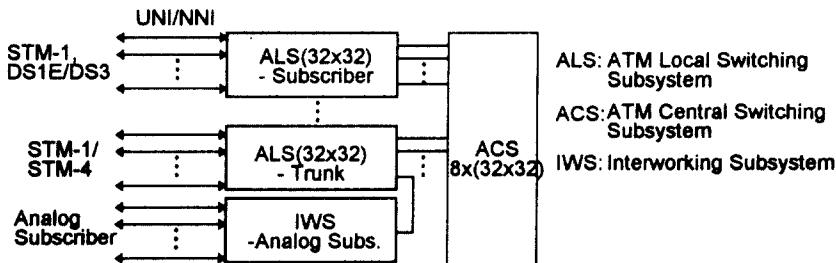 UNI/NNI
STM-1,
DS1E/DS3
ALS(32x32)
- Subscriber
STM-1/
STM-4
ALS(32x32)
- Trunk
Analog
Subscriber
IWS
-Analog Subs.
ACS
8x(32x32)
ALS: ATM Local Switching
Subsystem
ACS: ATM Central Switching
Subsystem
IWS: Interworking Subsystem